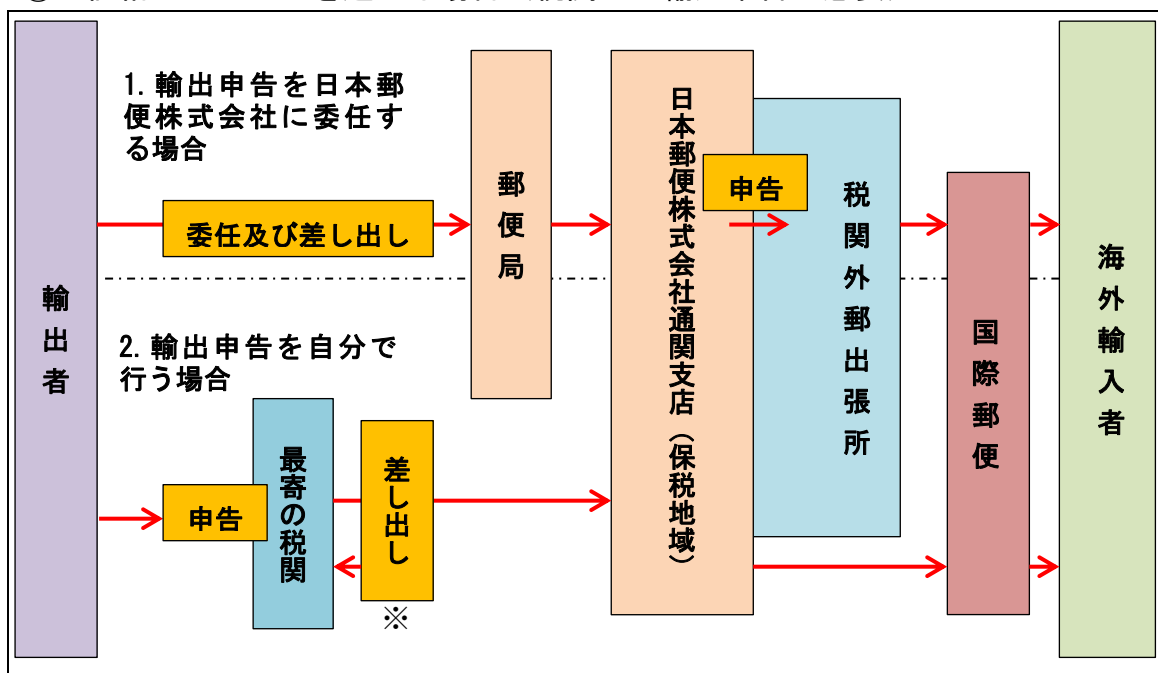 輸出者
1. 輸出申告を日本郵
便株式会社に委任す
る場合
委任及び差し出し
郵便局
日本郵便株式会社通関支店（保税地域）
申告
税関外郵出張所
国際郵便
海外輸入者
2. 輸出申告を自分で
行う場合
申告
最寄の税関
差し出し
※